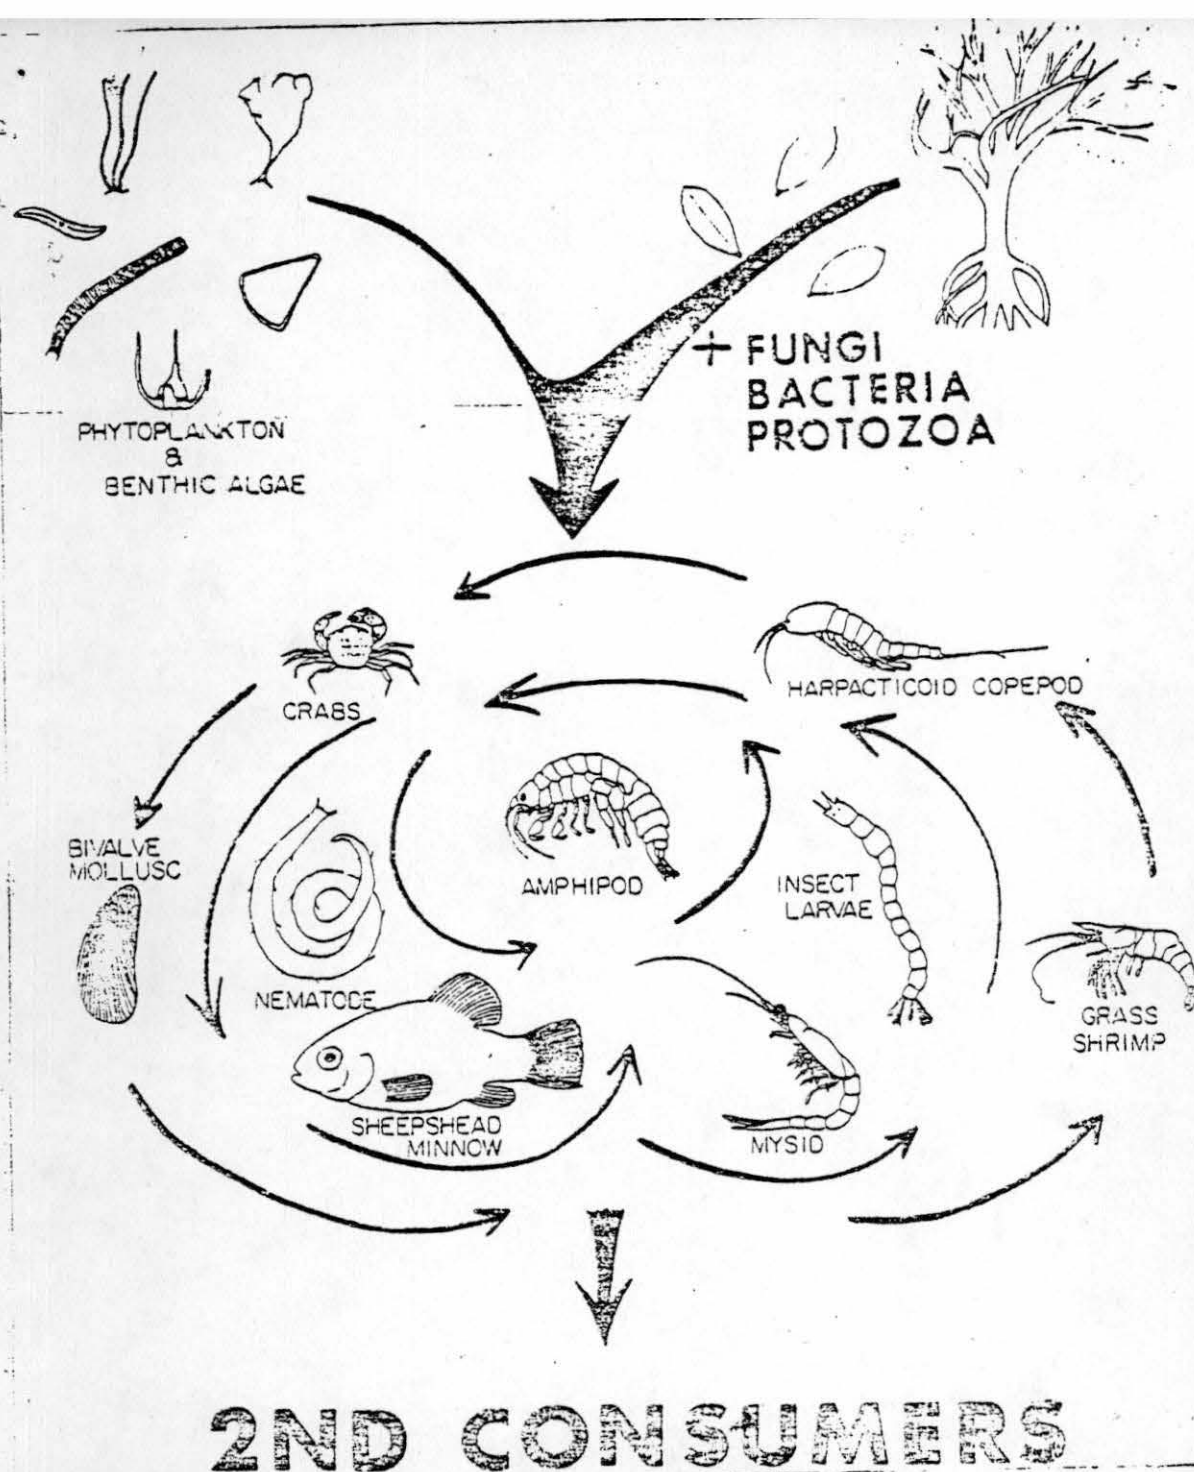 + FUNGI
BACTERIA
PROTOZOA
PHYTOPLANKTON
&
BENTHIC ALGAE
HARPACTICOID COPEPOD
CRABS
BIVALVE
MOLLUSC
AMPHIPOD
INSECT
LARVAE
NEMATODE
GRASS
SHRIMP
SHEEPSHEAD
MINNOW
MYSID
2ND CONSUMERS